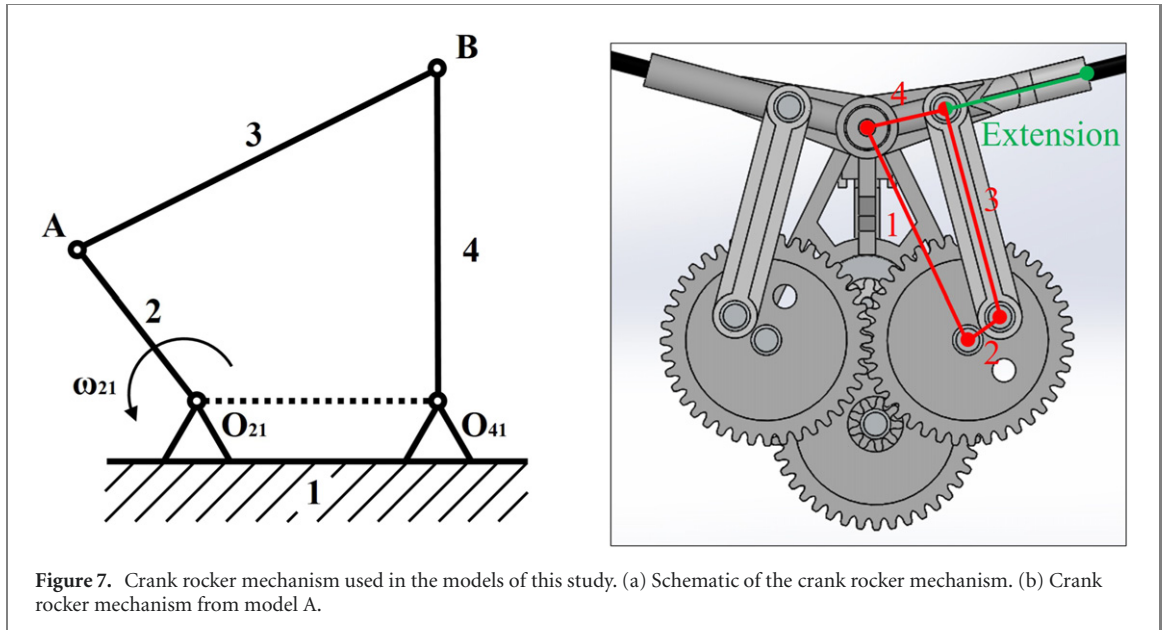 B
3
A
4
2
ω21
O21
O41
1
4
Extension
3
1
2
Figure 7. Crank rocker mechanism used in the models of this study. (a) Schematic of the crank rocker mechanism. (b) Crank
rocker mechanism from model A.